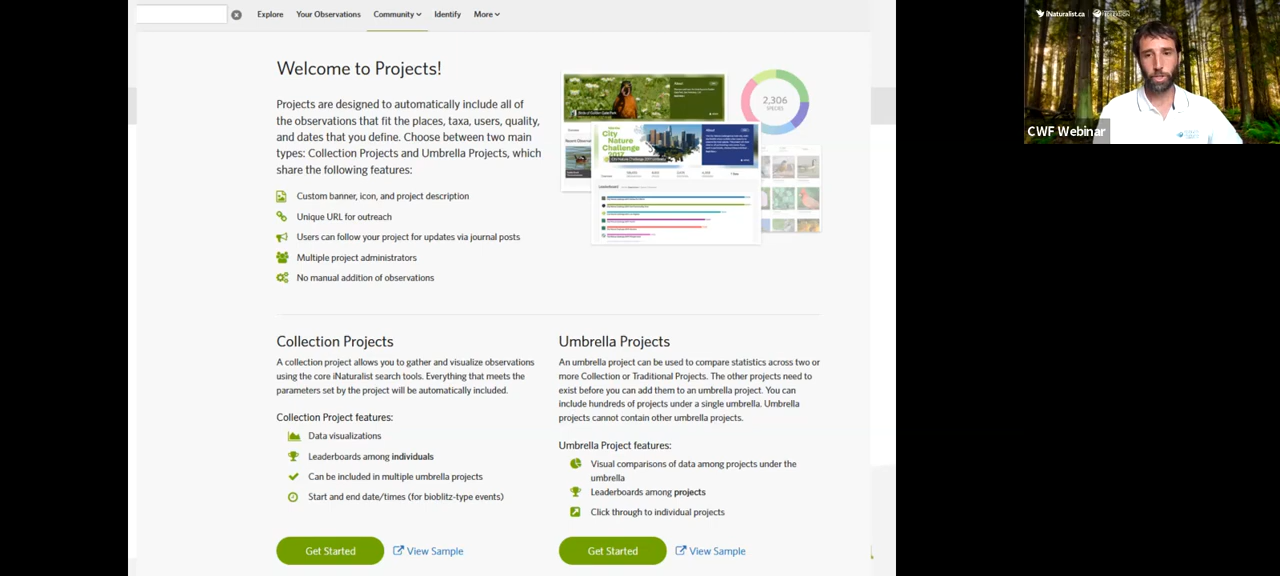 Explore Your Observations Community Identify More
iNaturalist.ca
CWF Webinar
Welcome to Projects!
Projects are designed to automatically include all of
the observations that fit the places, taxa, users, quality,
and dates that you define. Choose between two main
types: Collection Projects and Umbrella Projects, which
share the following features:
Custom banner, icon, and project description
Unique URL for outreach
Users can follow your project for updates via journal posts
Multiple project administrators
No manual addition of observations
2,306
City
Nature
Challenge
2017
Collection Projects
A collection project allows you to gather and visualize observations
using the core iNaturalist search tools. Everything that meets the
parameters set by the project will be automatically included.
Collection Project features:
Data visualizations
Leaderboards among individuals
Can be included in multiple umbrella projects
Start and end date/times (for bioblitz-type events)
Get Started View Sample
Umbrella Projects
An umbrella project can be used to compare statistics across two or
more Collection or Traditional Projects. The other projects need to
exist before you can add them to an umbrella project. You can
include hundreds of projects under a single umbrella. Umbrella
projects cannot contain other umbrella projects.
Umbrella Project features:
Visual comparisons of data among projects under the
umbrella
Leaderboards among projects
Click through to individual projects
Get Started View Sample